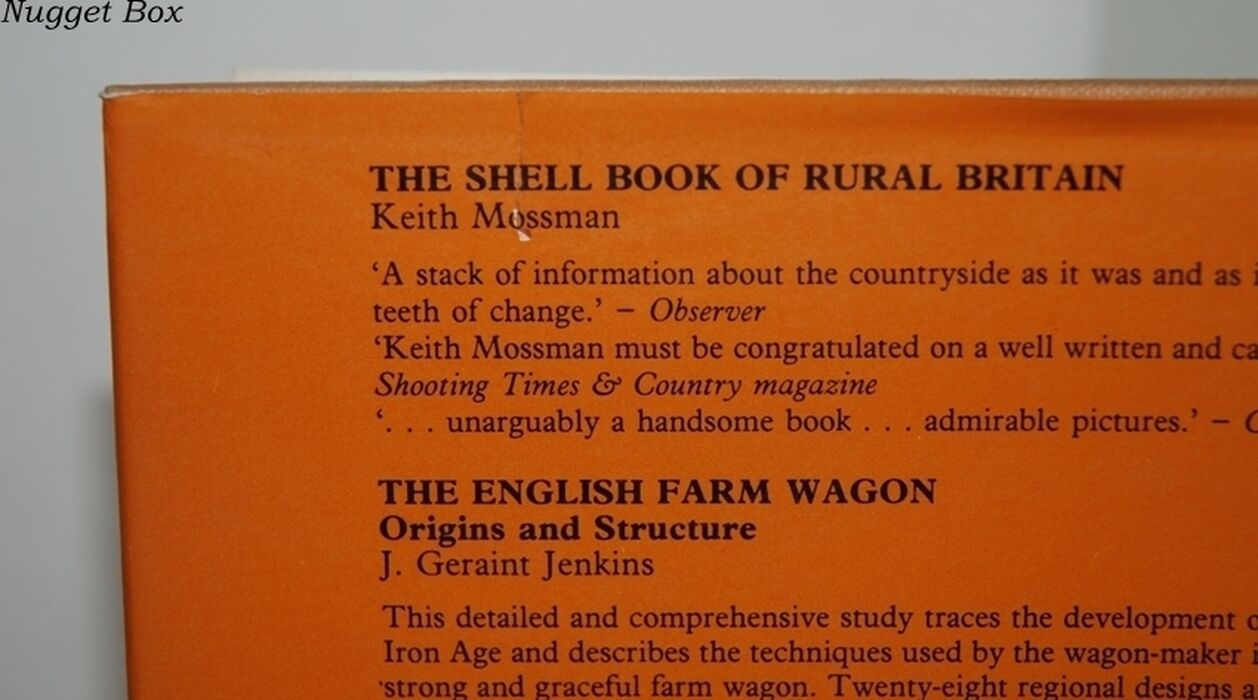 Nugget Box
THE SHELL BOOK OF RURAL BRITAIN
Keith Mossman
‘A stack of information about the countryside as it was and as
teeth of change.’ – Observer
‘Keith Mossman must be congratulated on a well written and
Shooting Times & Country magazine
‘. . . unarguably a handsome book . . . admirable pictures.’ –
THE ENGLISH FARM WAGON
Origins and Structure
J. Geraint Jenkins
This detailed and comprehensive study traces the development
Iron Age and describes the techniques used by the wagon-maker
'strong and graceful farm wagon. Twenty-eight regional designs